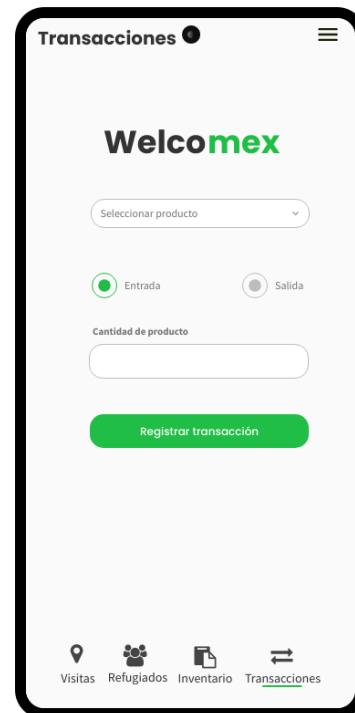 Transacciones
Welcomex
Seleccionar producto
Entrada Salida
Cantidad de producto
Registrar transacción
Visitas Refugiados Inventario Transacciones